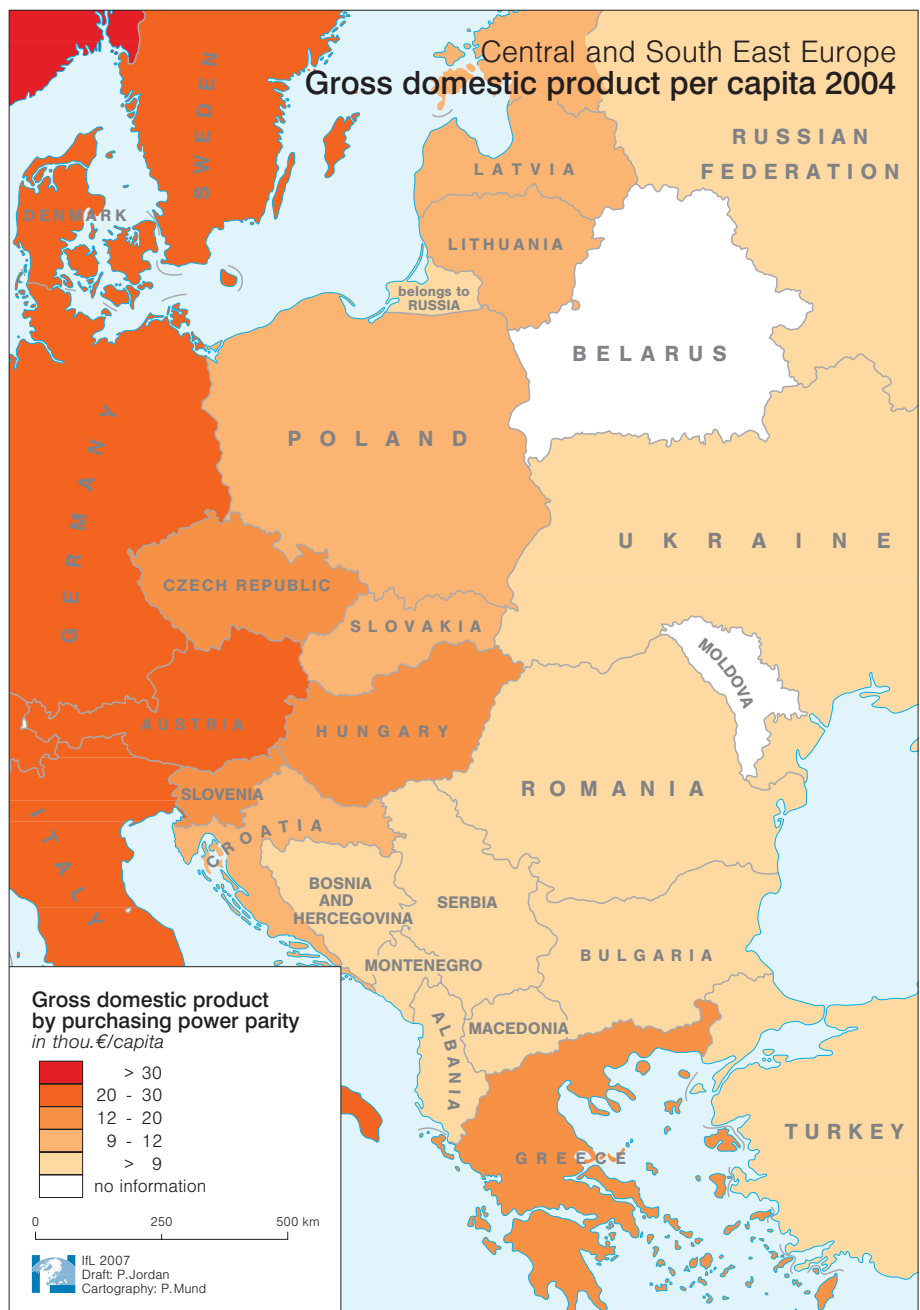 Central and South East Europe
Gross domestic product per capita 2004
SWEDEN
RUSSIAN
FEDERATION
LATVIA
DENMARK
LITHUANIA
belongs to
RUSSIA
BELARUS
POLAND
GERMANY
UKRAINE
CZECH REPUBLIC
SLOVAKIA
MOLDOVA
AUSTRIA
HUNGARY
SLOVENIA
ROMANIA
CROATIA
ITALY
BOSNIA
AND
HERCEGOVINA
SERBIA
BULGARIA
MONTENEGRO
ALBANIA
MACEDONIA
GREECE
TURKEY
Gross domestic product
by purchasing power parity
in thou.€/capita
> 30
20 - 30
12 - 20
9 - 12
> 9
no information
0 250 500 km
IfL 2007
Draft: P.Jordan
Cartography: P.Mund